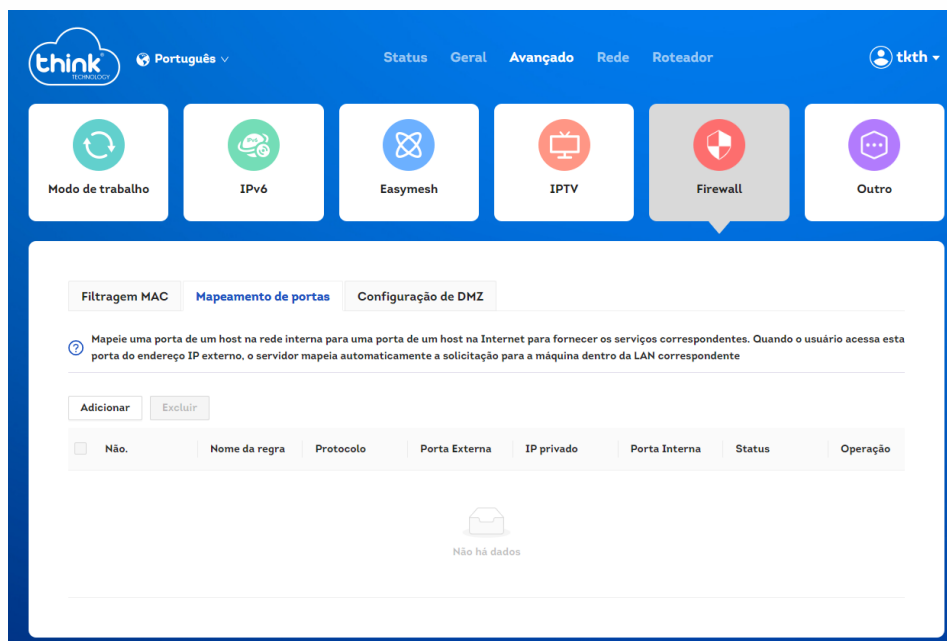 think
TECHNOLOGY
Português
Status Geral Avançado Rede Roteador
tkth
Modo de trabalho IPv6 Easymesh IPTV Firewall Outro
Filtragem MAC Mapeamento de portas Configuração de DMZ
Mapeie uma porta de um host na rede interna para uma porta de um host na Internet para fornecer os serviços correspondentes. Quando o usuário acessa esta
porta do endereço IP externo, o servidor mapeia automaticamente a solicitação para a máquina dentro da LAN correspondente
Adicionar Excluir
Não. Nome da regra Protocolo Porta Externa IP privado Porta Interna Status Operação
Não há dados